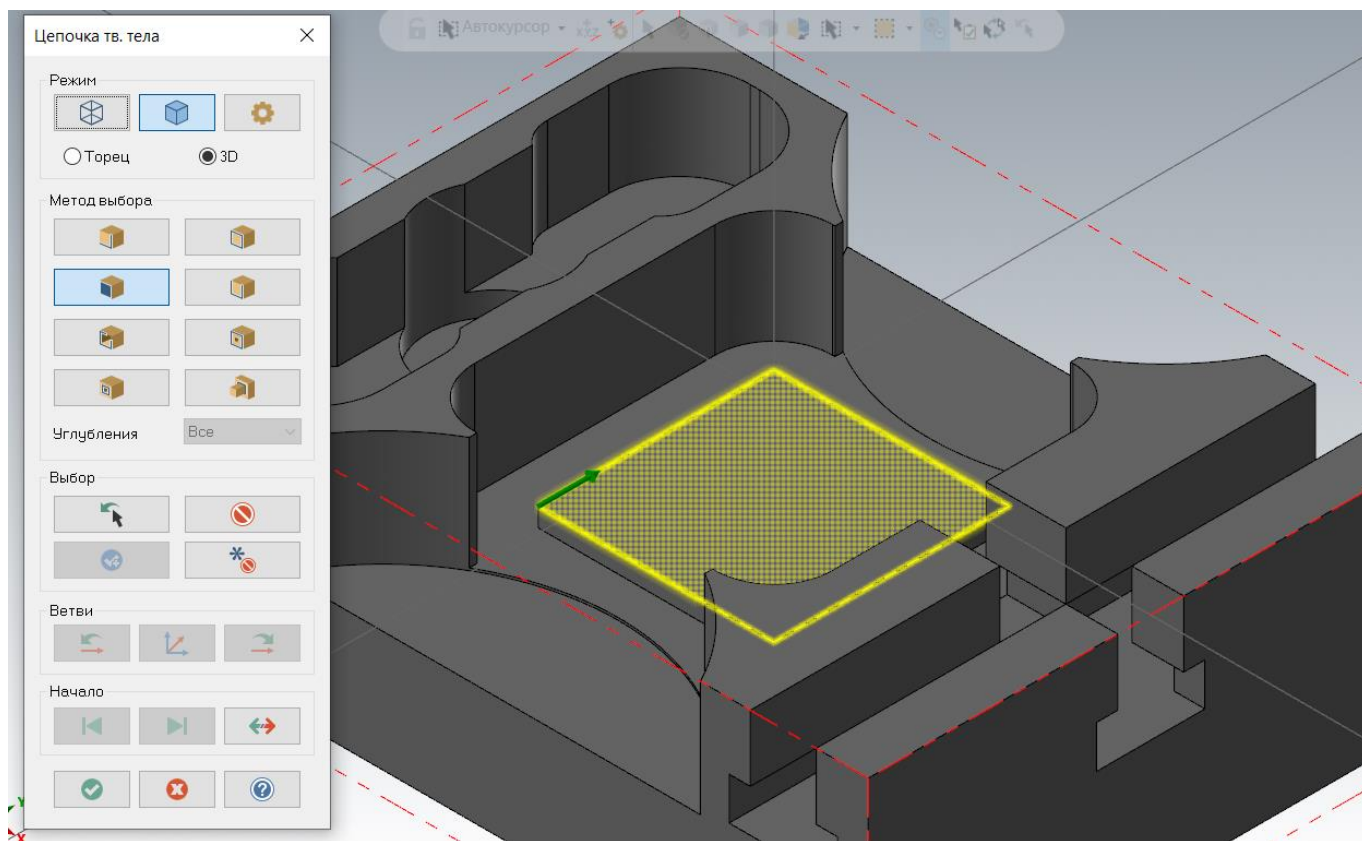 Цепочка тв. тела
Автокурсор
Режим
Торец
3D
Метод выбора
Углубления
Все
Выбор
Ветви
Начало
Y
X